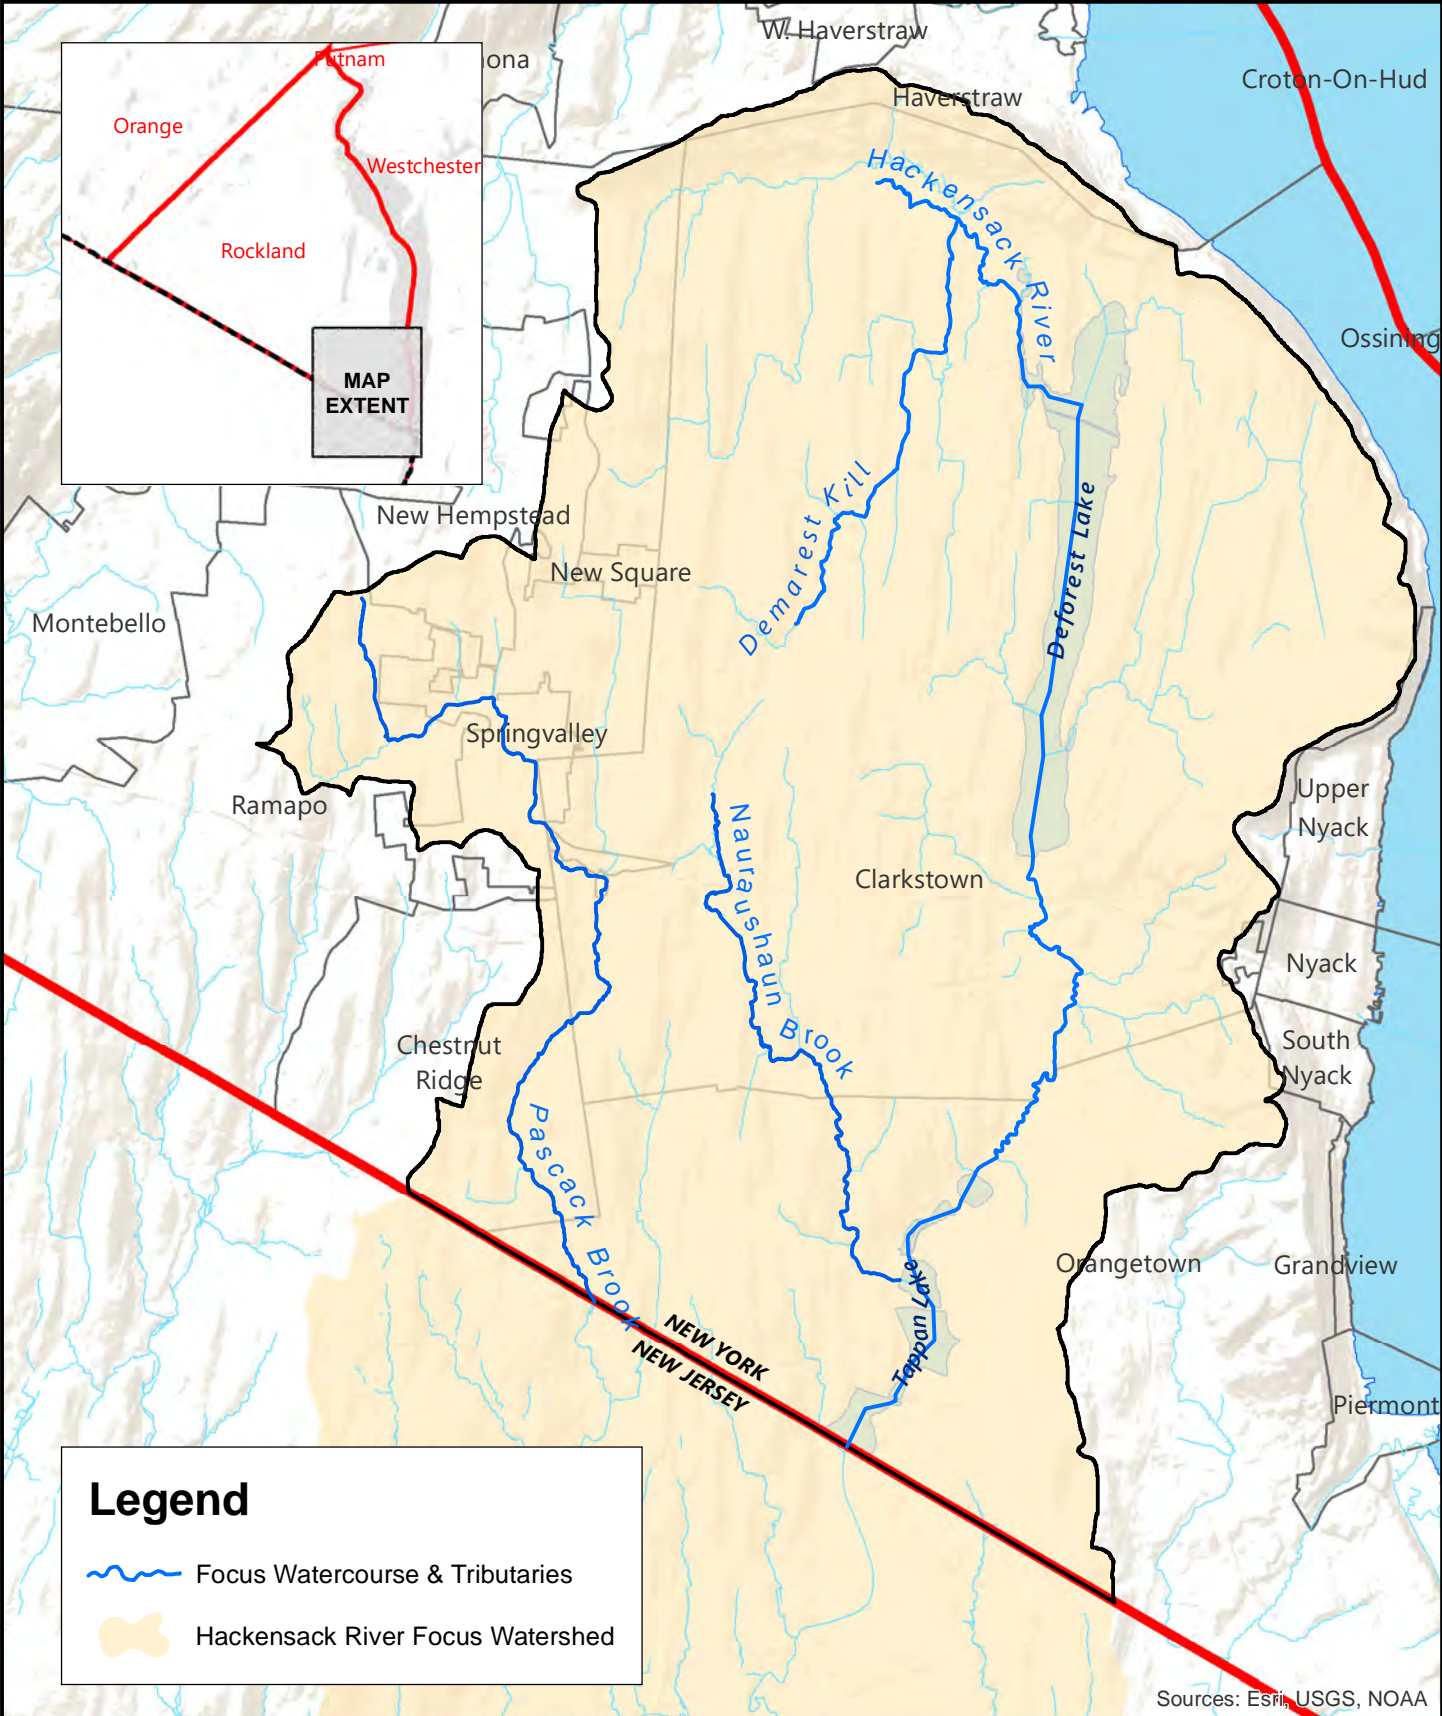 W. Haverstraw
Putnam
ona
Croton-On-Hud
Haverstraw
Orange
Westchester
Hackensack River
Rockland
Ossining
MAP
EXTENT
Demarest Kill
Deforest Lake
New Hempstead
New Square
Montebello
Springvalley
Ramapo
Upper
Nyack
Nauraushaun Brook
Clarkstown
Nyack
Chestnut
Ridge
South
Nyack
Pascack Brook
Orangetown
Grandview
Tappan Lake
NEW YORK
NEW JERSEY
Piermont
Legend
Focus Watercourse & Tributaries
Hackensack River Focus Watershed
Sources: Esri, USGS, NOAA